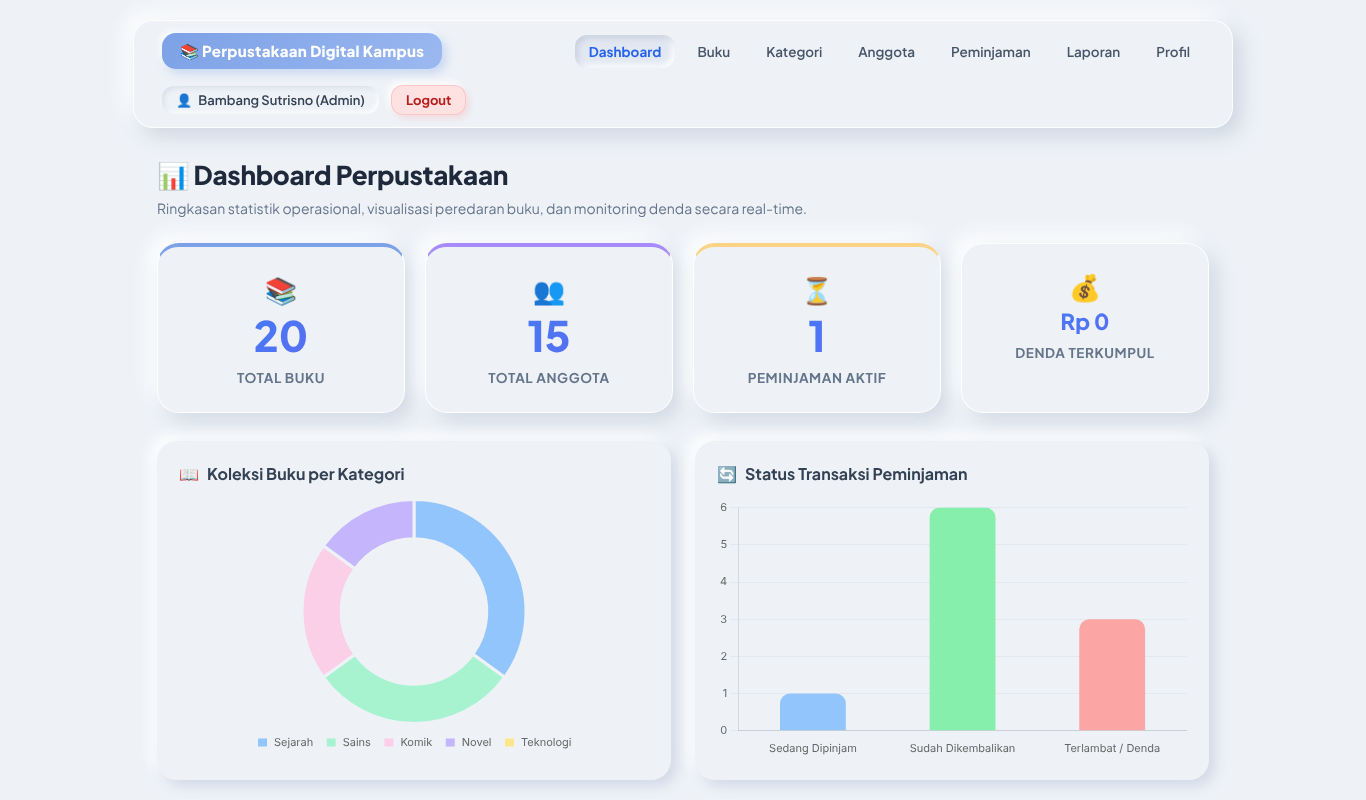 📚 Perpustakaan Digital Kampus
Dashboard
Buku
Kategori
Anggota
Peminjaman
Laporan
Profil
👤 Bambang Sutrisno (Admin)
Logout
📊 Dashboard Perpustakaan
Ringkasan statistik operasional, visualisasi peredaran buku, dan monitoring denda secara real-time.
20
TOTAL BUKU
15
TOTAL ANGGOTA
1
PEMINJAMAN AKTIF
Rp 0
DENDA TERKUMPUL
📖 Koleksi Buku per Kategori
Sejarah
Sains
Komik
Novel
Teknologi
🔄 Status Transaksi Peminjaman
6
5
4
3
2
1
0
Sedang Dipinjam
Sudah Dikembalikan
Terlambat / Denda